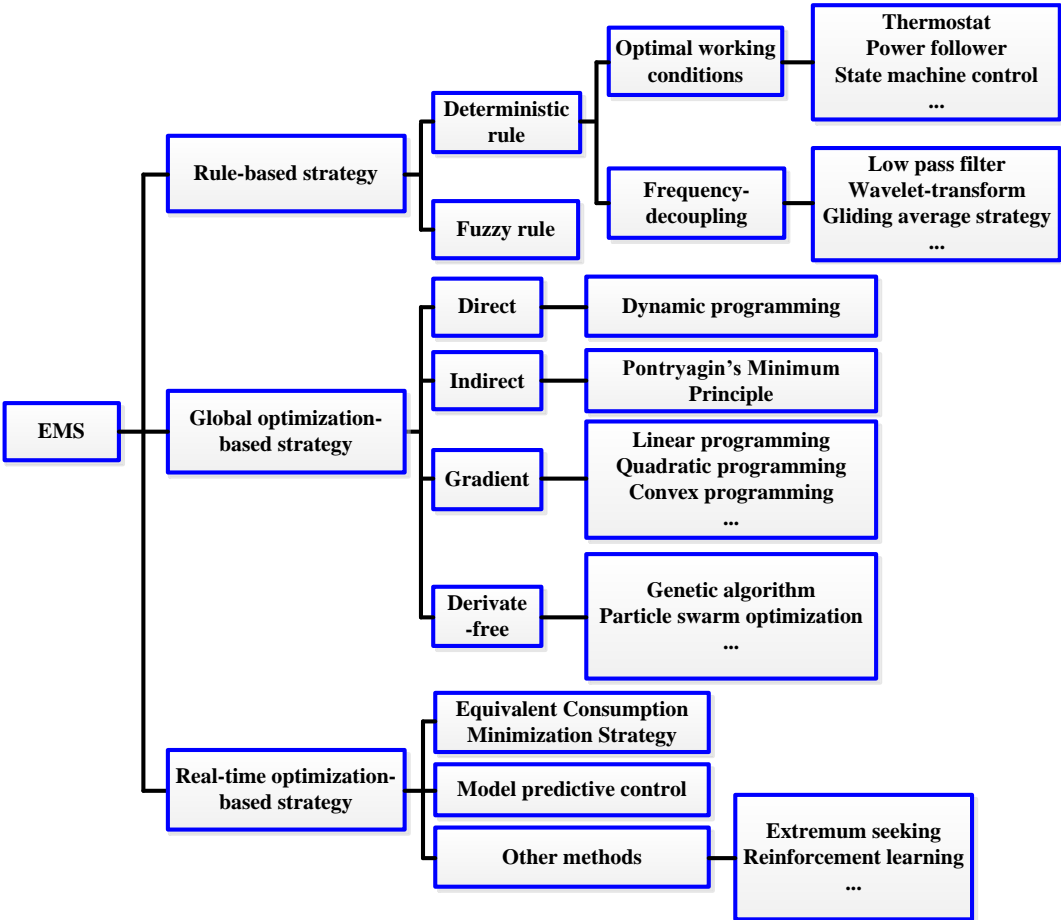 EMS
Rule-based strategy
Deterministic
rule
Optimal working
conditions
Thermostat
Power follower
State machine control
...
Frequency-
decoupling
Low pass filter
Wavelet-transform
Gliding average strategy
...
Fuzzy rule
Global optimization-
based strategy
Direct
Dynamic programming
Indirect
Pontryagin’s Minimum
Principle
Gradient
Linear programming
Quadratic programming
Convex programming
...
Derivate
-free
Genetic algorithm
Particle swarm optimization
...
Real-time optimization-
based strategy
Equivalent Consumption
Minimization Strategy
Model predictive control
Other methods
Extremum seeking
Reinforcement learning
...